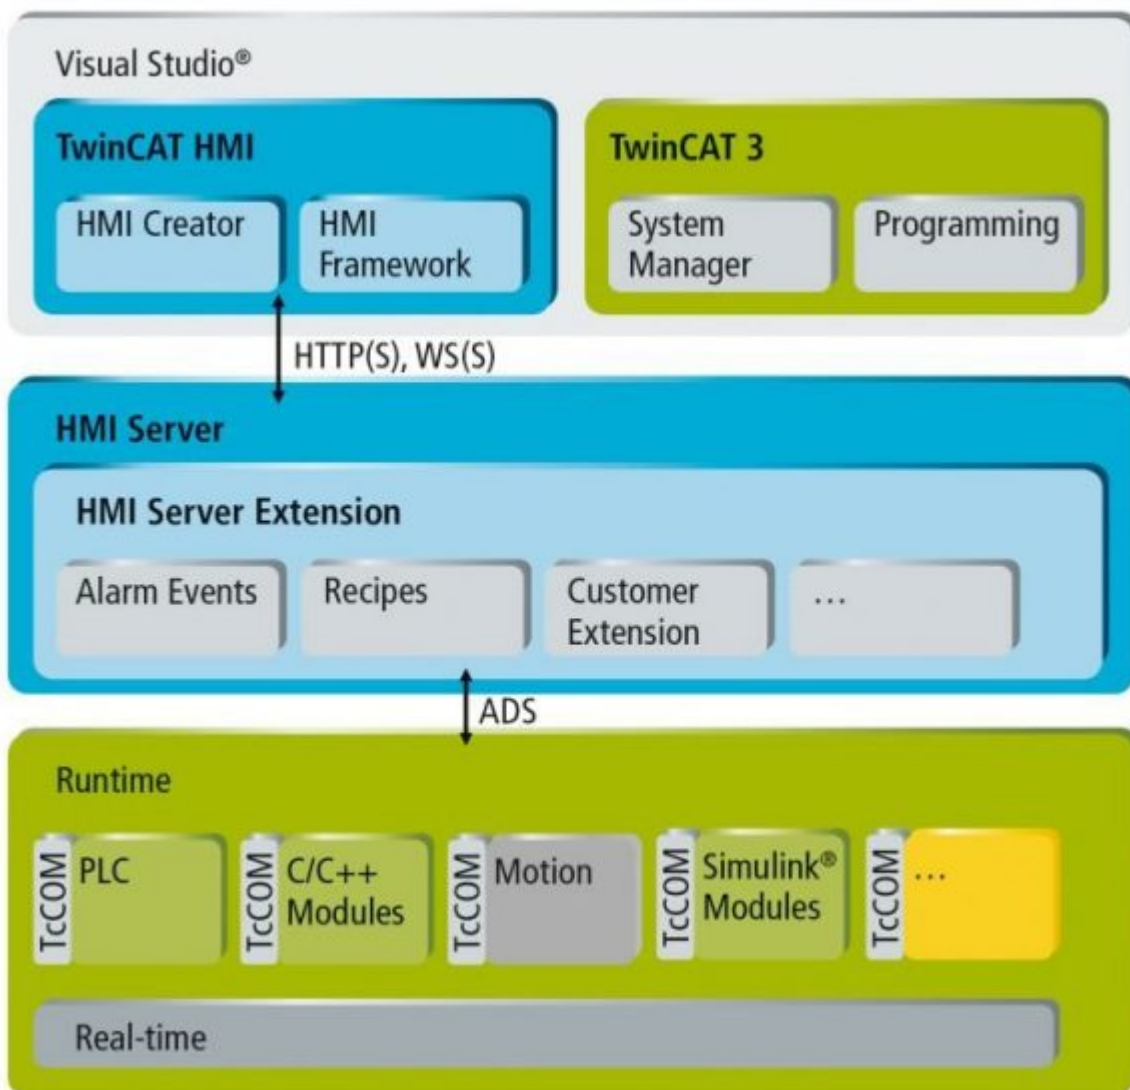 Visual Studio®
TwinCAT HMI
HMI Creator
HMI
Framework
TwinCAT 3
System
Manager
Programming
HTTP(S), WS(S)
HMI Server
HMI Server Extension
Alarm Events
Recipes
Customer
Extension
...
ADS
Runtime
TcCOM
PLC
TcCOM
C/C++
Modules
TcCOM
Motion
TcCOM
Simulink®
Modules
TcCOM
...
Real-time